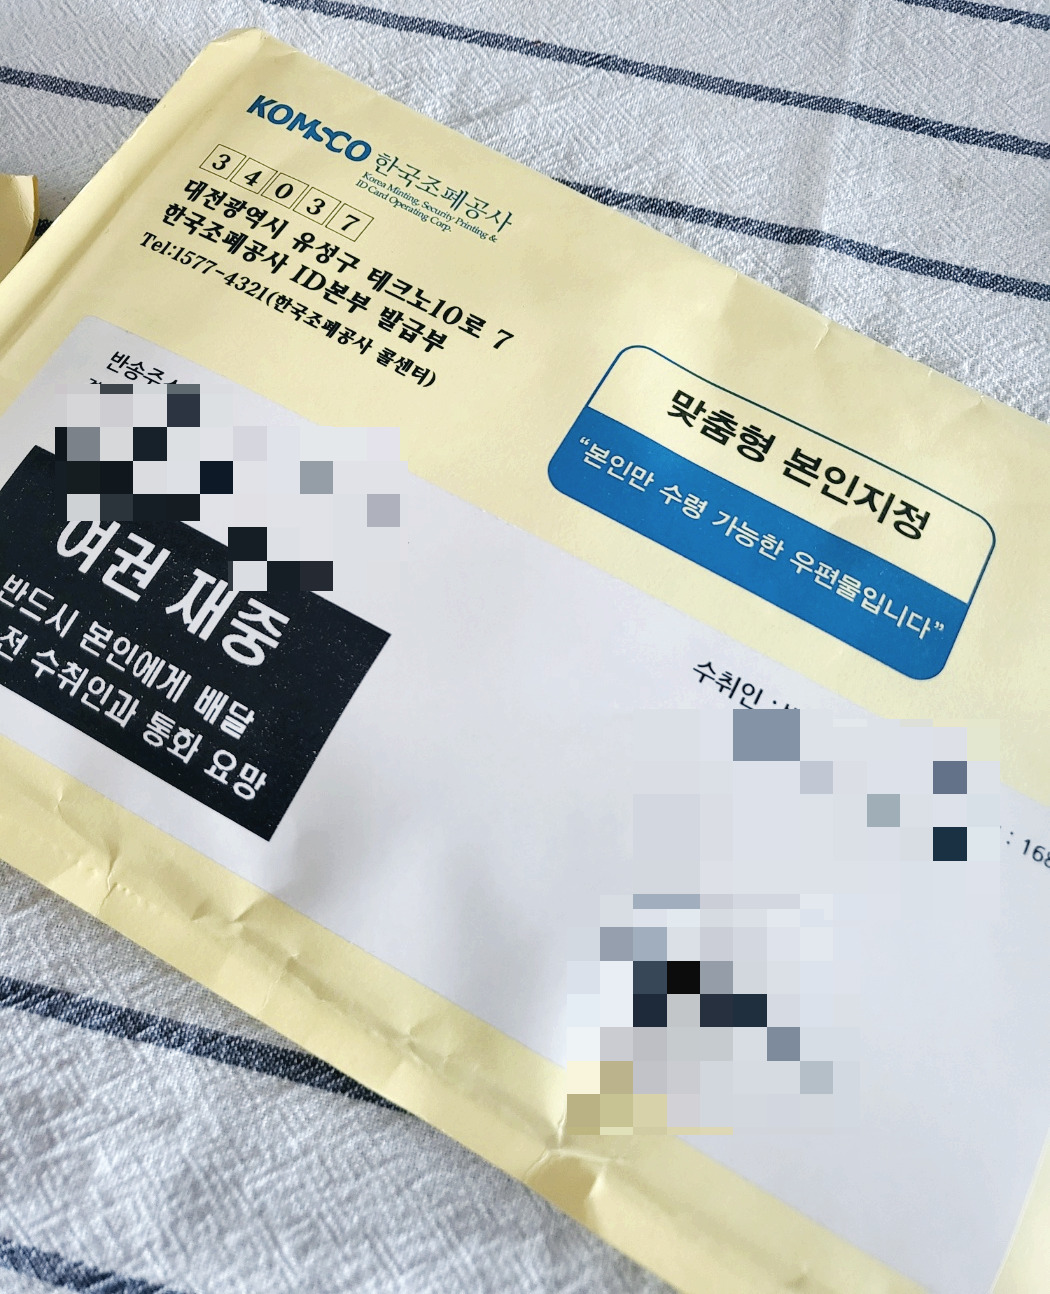 KOMSCO 한국조폐공사
Korea Minting, Security Printing &
ID Card Operating Corp.
34037
대전광역시 유성구 테크노10로 7
한국조폐공사 ID본부 발급부
Tel:1577-4321(한국조폐공사 콜센터)
맞춤형 본인지정
“본인만 수령 가능한 우편물입니다”
여권 재중
반드시 본인에게 배달
전 수취인과 통화 요망
수취인 :
: 168